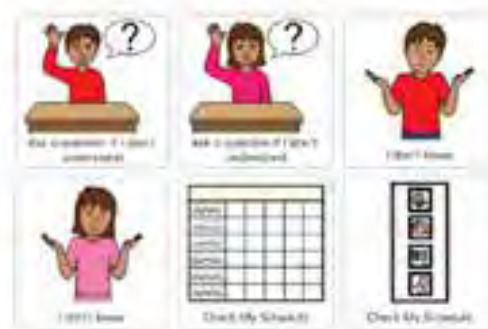 ?
?
Ask a question if I don't
understand
Ask a question if I don't
understand
I don't know
I don't know
Check My Schedule
Check My Schedule